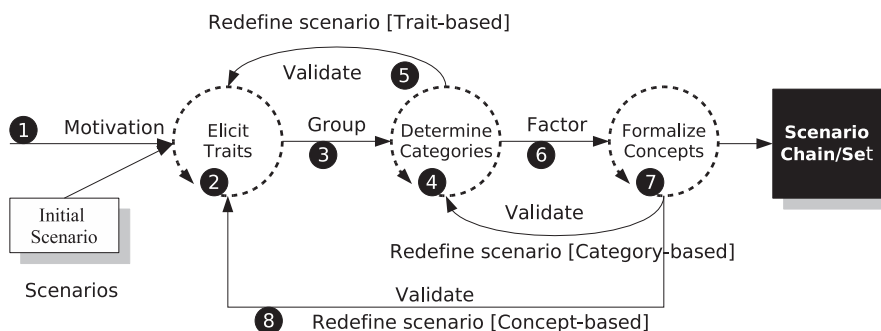 Redefine scenario [Trait-based]
Validate
5
1
Motivation
Elicit
Traits
2
Group
3
Determine
Categories
4
Factor
6
Formalize
Concepts
7
Scenario
Chain/Set
Initial
Scenario
Scenarios
Validate
Redefine scenario [Category-based]
Validate
8
Redefine scenario [Concept-based]